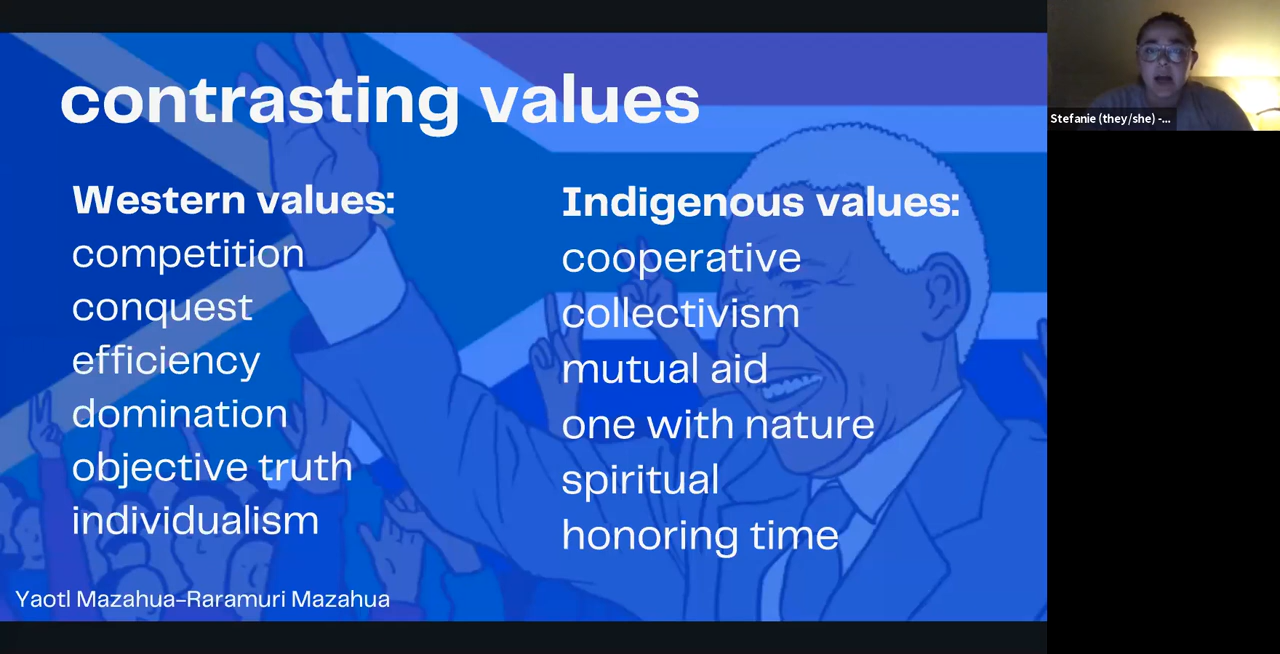 contrasting values
Western values:
competition
conquest
efficiency
domination
objective truth
individualism
Indigenous values:
cooperative
collectivism
mutual aid
one with nature
spiritual
honoring time
Yaotl Mazahua-Raramuri Mazahua
Stefanie (they/she) -...